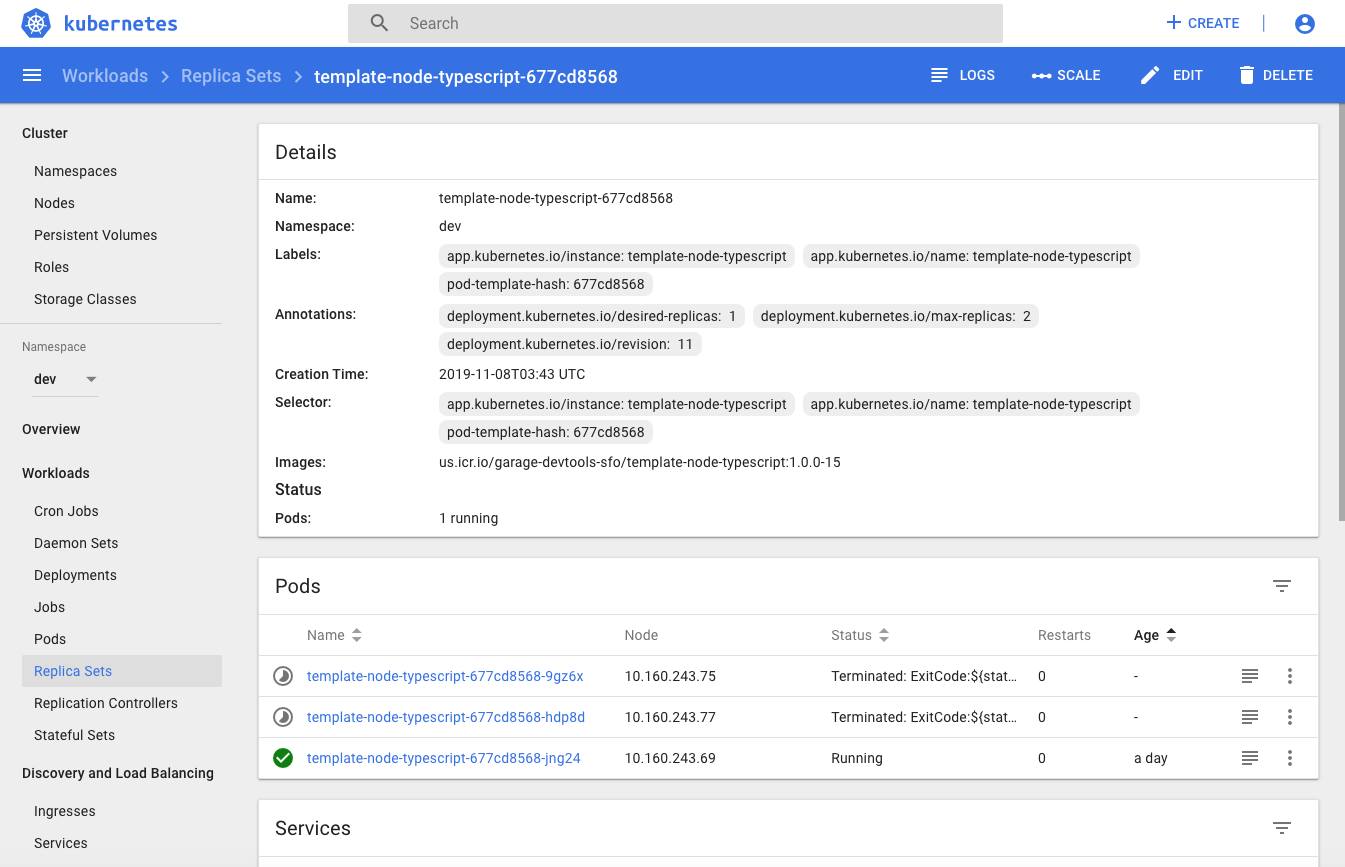 kubernetes
Search
CREATE
Workloads
Replica Sets
template-node-typescript-677cd8568
LOGS
SCALE
EDIT
DELETE
Cluster
Namespaces
Nodes
Persistent Volumes
Roles
Storage Classes
Namespace
dev
Overview
Workloads
Cron Jobs
Daemon Sets
Deployments
Jobs
Pods
Replica Sets
Replication Controllers
Stateful Sets
Discovery and Load Balancing
Ingresses
Services
Details
Name: template-node-typescript-677cd8568
Namespace: dev
Labels: app.kubernetes.io/instance: template-node-typescript app.kubernetes.io/name: template-node-typescript
pod-template-hash: 677cd8568
Annotations: deployment.kubernetes.io/desired-replicas: 1 deployment.kubernetes.io/max-replicas: 2
deployment.kubernetes.io/revision: 11
Creation Time: 2019-11-08T03:43 UTC
Selector: app.kubernetes.io/instance: template-node-typescript app.kubernetes.io/name: template-node-typescript
pod-template-hash: 677cd8568
Images: us.icr.io/garage-devtools-sfo/template-node-typescript:1.0.0-15
Status
Pods: 1 running
Pods
Name Node Status Restarts Age
template-node-typescript-677cd8568-9gz6x 10.160.243.75 Terminated: ExitCode:${stat... 0 -
template-node-typescript-677cd8568-hdp8d 10.160.243.77 Terminated: ExitCode:${stat... 0 -
template-node-typescript-677cd8568-jng24 10.160.243.69 Running 0 a day
Services